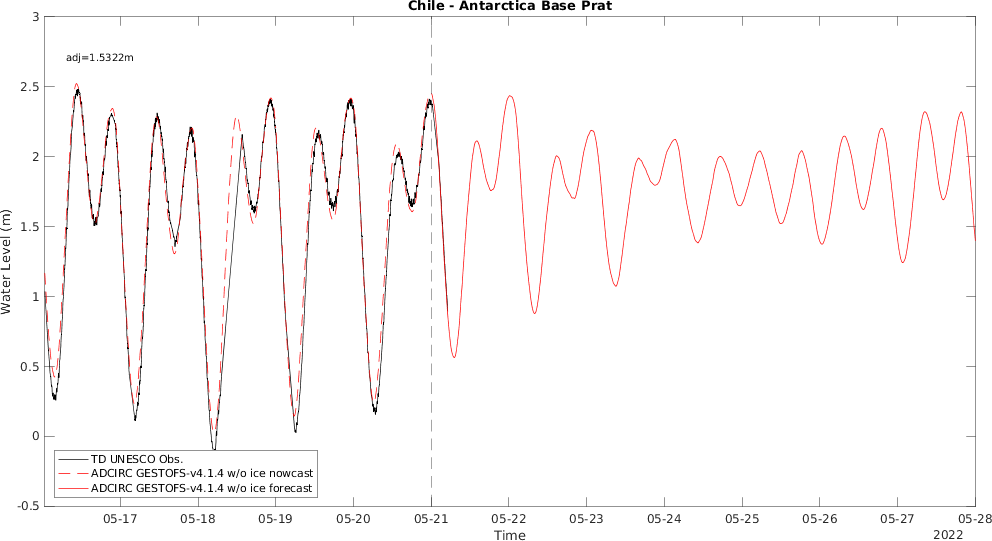 Chile - Antarctica Base Prat
3
adj=1.5322m
2.5
2
1.5
1
0.5
0
-0.5
Water Level (m)
TD UNESCO Obs.
ADCIRC GESTOFS-v4.1.4 w/o ice nowcast
ADCIRC GESTOFS-v4.1.4 w/o ice forecast
05-17 05-18 05-19 05-20 05-21 05-22 05-23 05-24 05-25 05-26 05-27 05-28
Time
2022